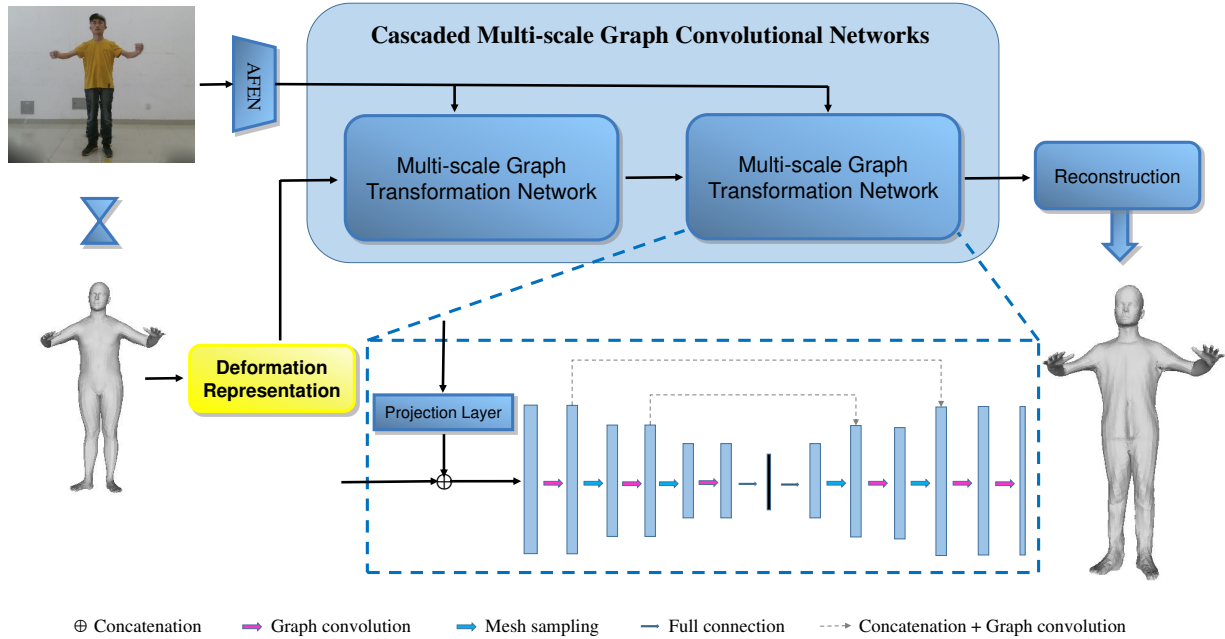 Cascaded Multi-scale Graph Convolutional Networks
AFEN
Multi-scale Graph
Transformation Network
Multi-scale Graph
Transformation Network
Reconstruction
Deformation
Representation
Projection Layer
⊕ Concatenation
Graph convolution
Mesh sampling
Full connection
Concatenation + Graph convolution